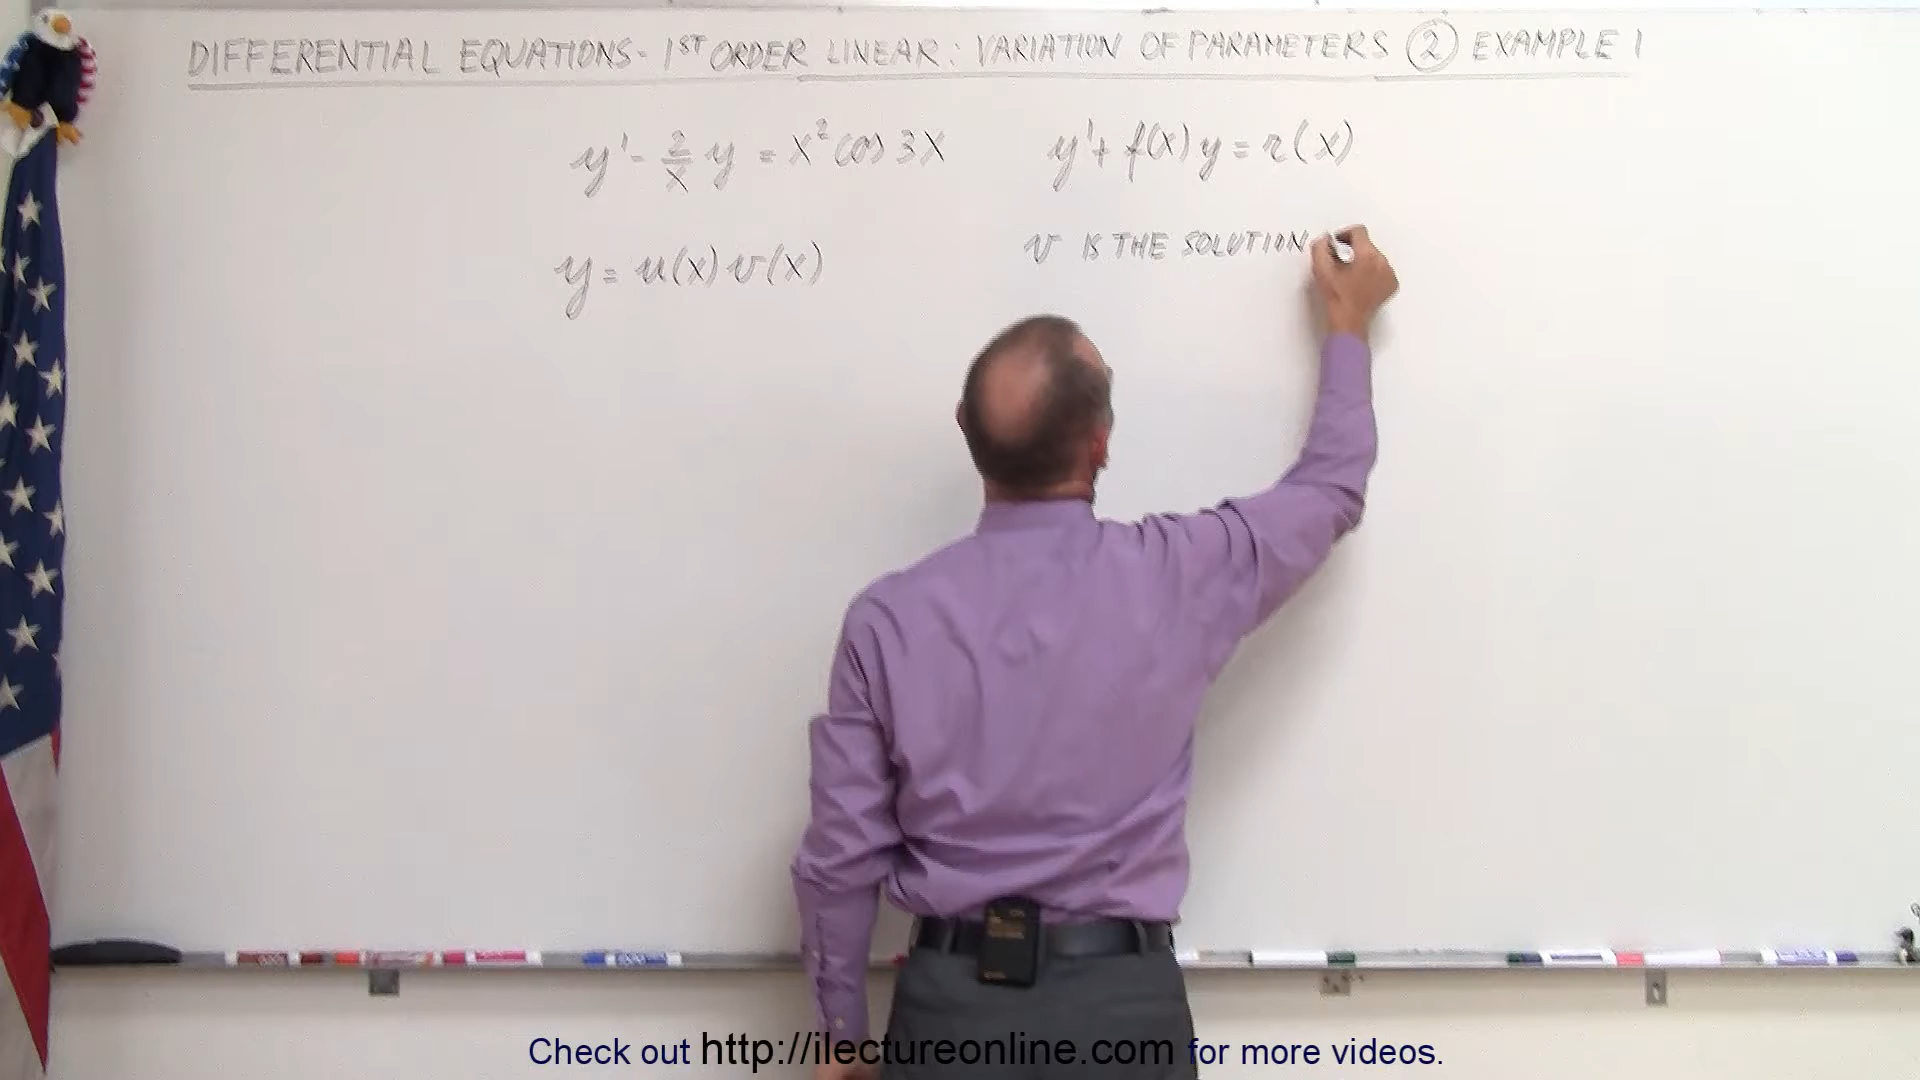 DIFFERENTIAL EQUATIONS - 1ST ORDER LINEAR: VARIATION OF PARAMETERS ② EXAMPLE 1
y' - 2/x y = x² cos 3x
y' + f(x) y = r(x)
v IS THE SOLUTION
y = u(x) v(x)
Check out http://ilectureonline.com for more videos.